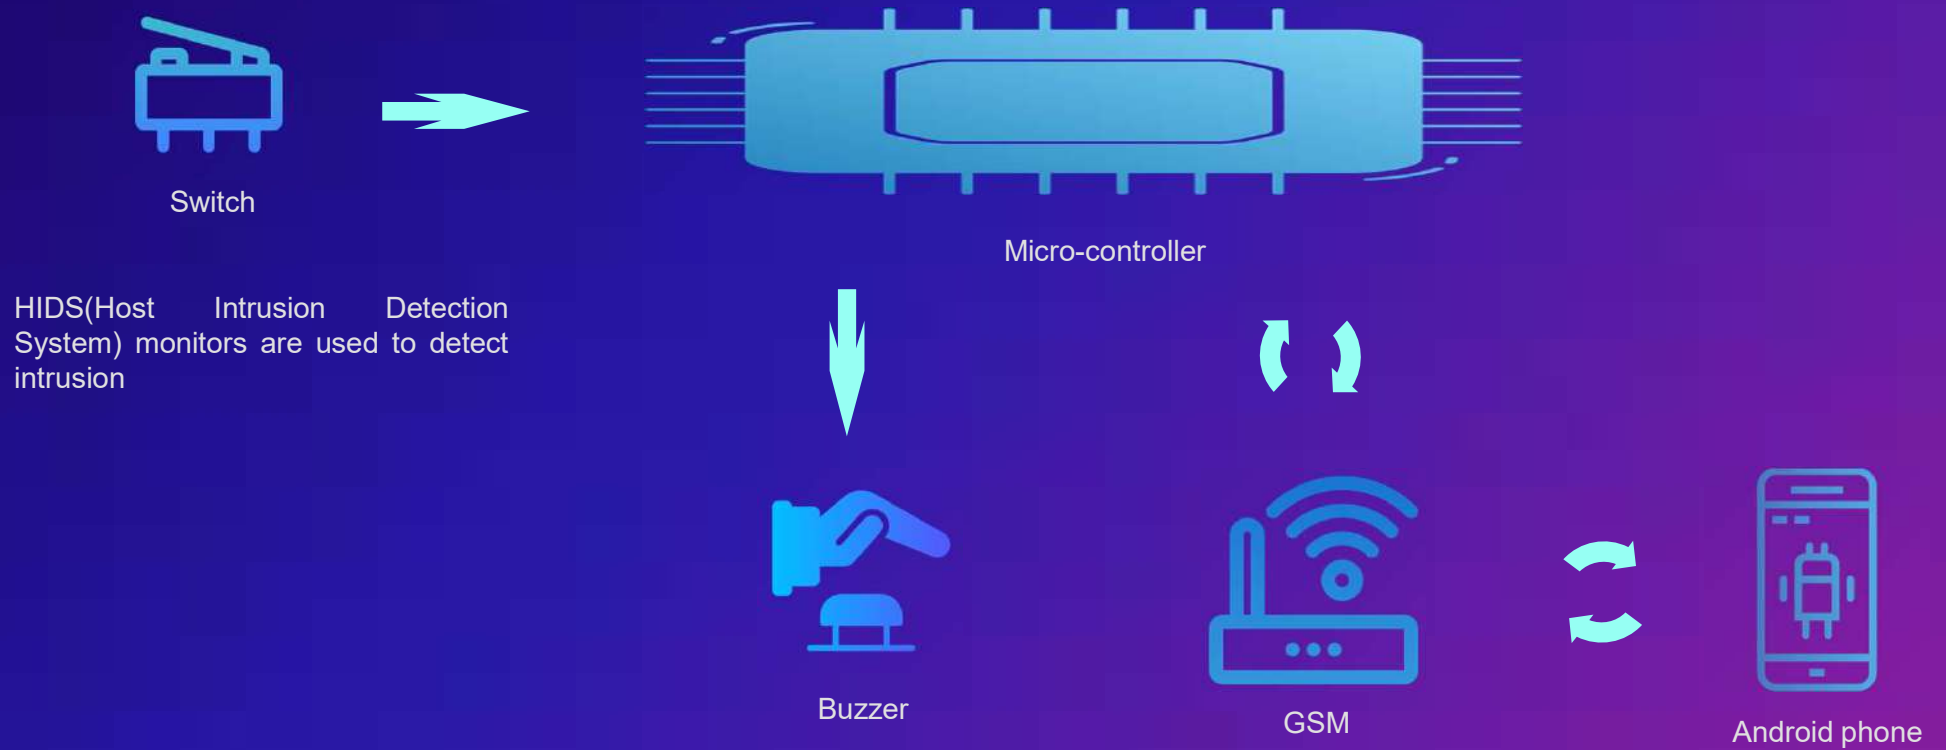 Switch
Micro-controller
HIDS(Host Intrusion Detection
System) monitors are used to detect
intrusion
Buzzer
GSM
Android phone